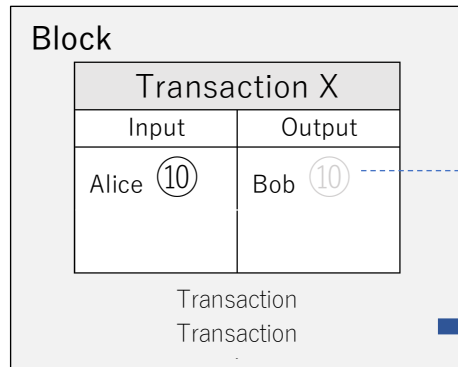 Block
Transaction X
Input Output
Alice ⑩ Bob ⑩
Transaction
Transaction